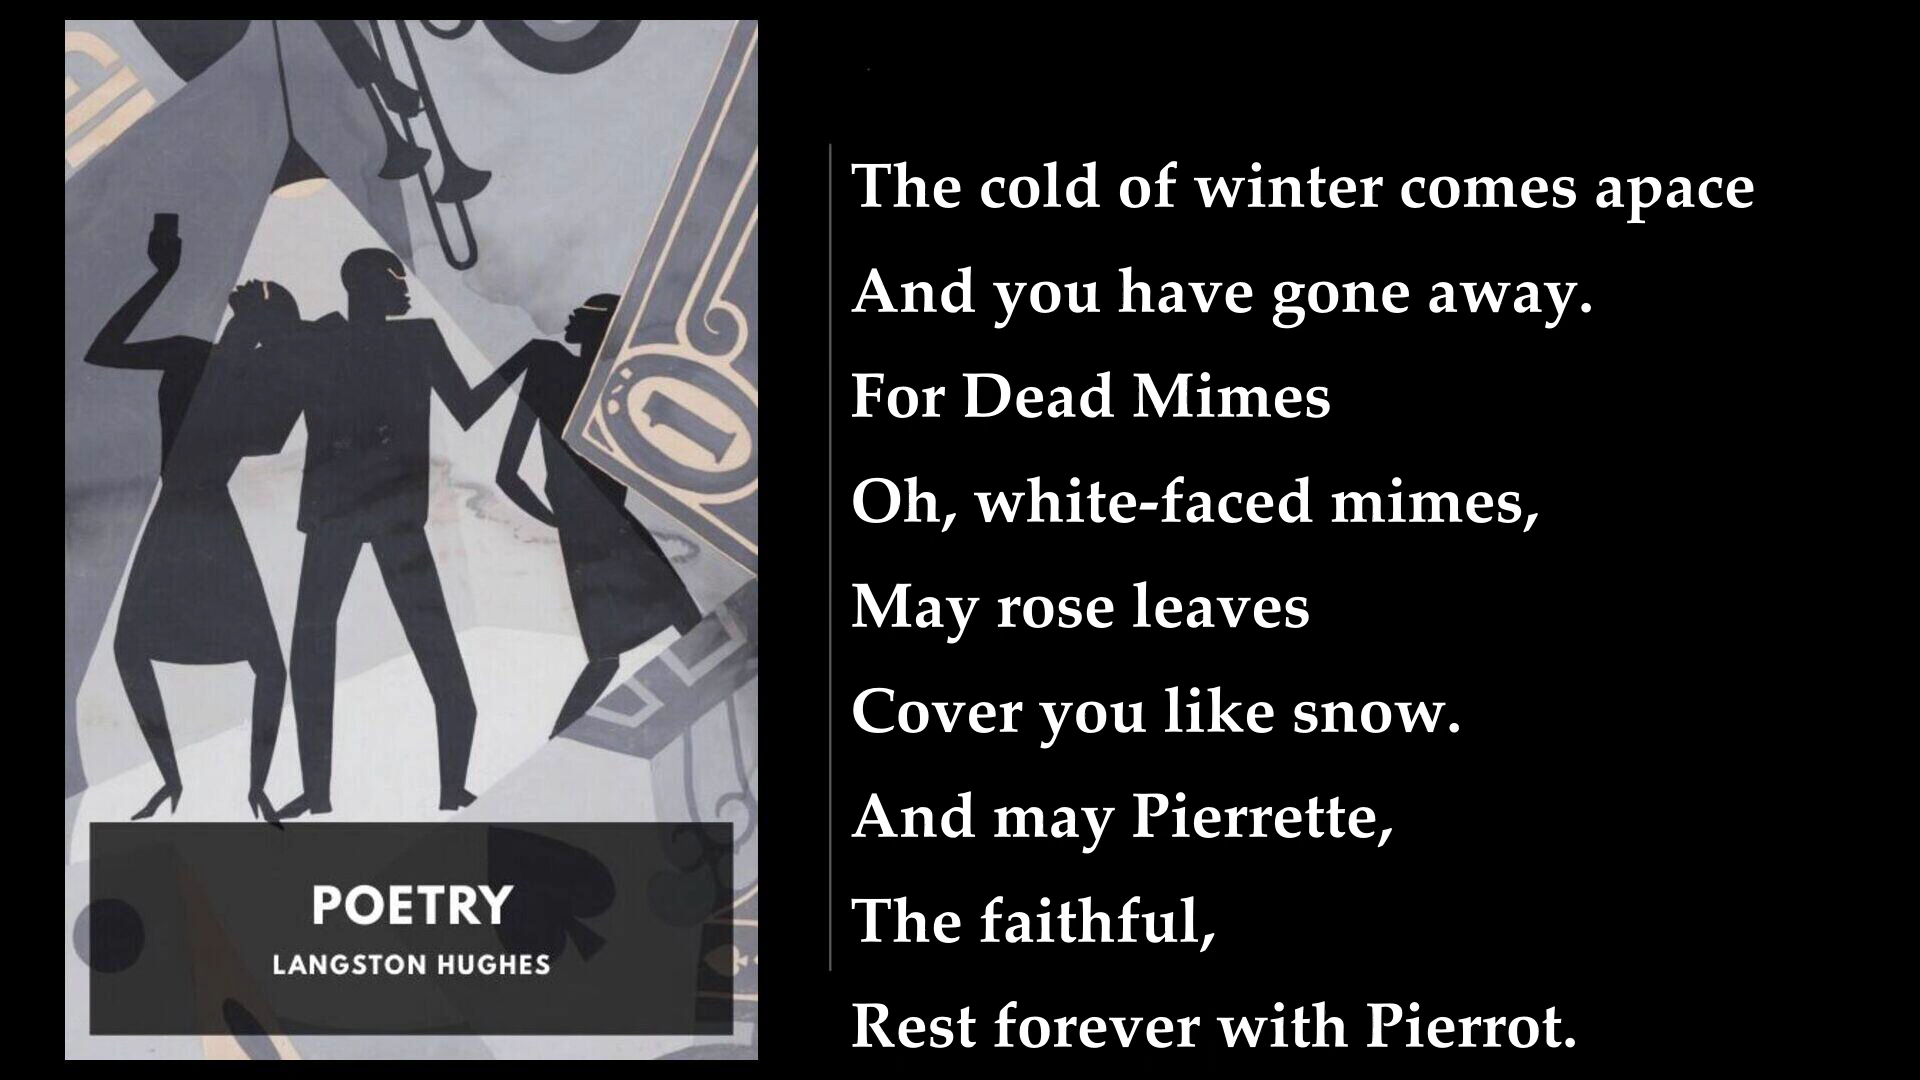 POETRY
LANGSTON HUGHES
The cold of winter comes apace
And you have gone away.
For Dead Mimes
Oh, white-faced mimes,
May rose leaves
Cover you like snow.
And may Pierrette,
The faithful,
Rest forever with Pierrot.